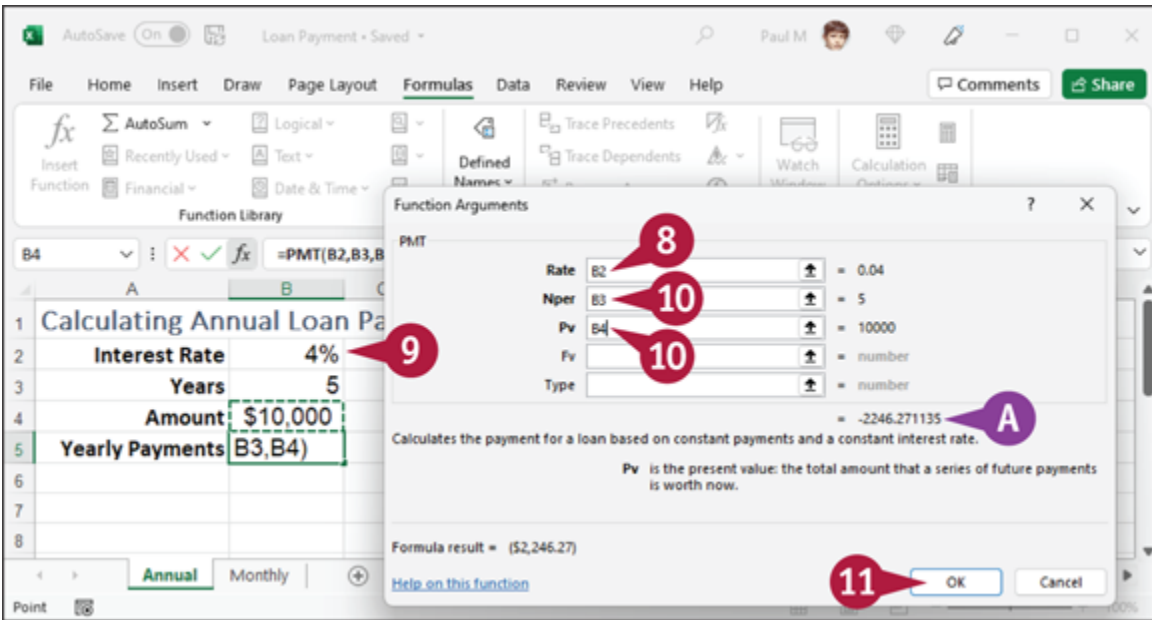 AutoSave On Loan Payment • Saved Paul M
File Home Insert Draw Page Layout Formulas Data Review View Help Comments Share
fx Σ AutoSum Logical Trace Precedents fx
Insert Function Recently Used Text Defined Names Trace Dependents Watch Window Calculation Options
Financial Date & Time
Function Library
Function Arguments ? ×
B4 fx =PMT(B2,B3,B
PMT
8
Rate B2 = 0.04
Nper B3 10 = 5
Pv B4 10 = 10000
Fv = number
Type = number
= -2246.271135 A
Calculates the payment for a loan based on constant payments and a constant interest rate.
Pv is the present value: the total amount that a series of future payments
is worth now.
Formula result = ($2,246.27)
Help on this function 11 OK Cancel
A B C
1 Calculating Annual Loan Pa
2 Interest Rate 4% 9
3 Years 5
4 Amount $10,000
5 Yearly Payments B3,B4)
6
7
8
Annual Monthly
Point 100%